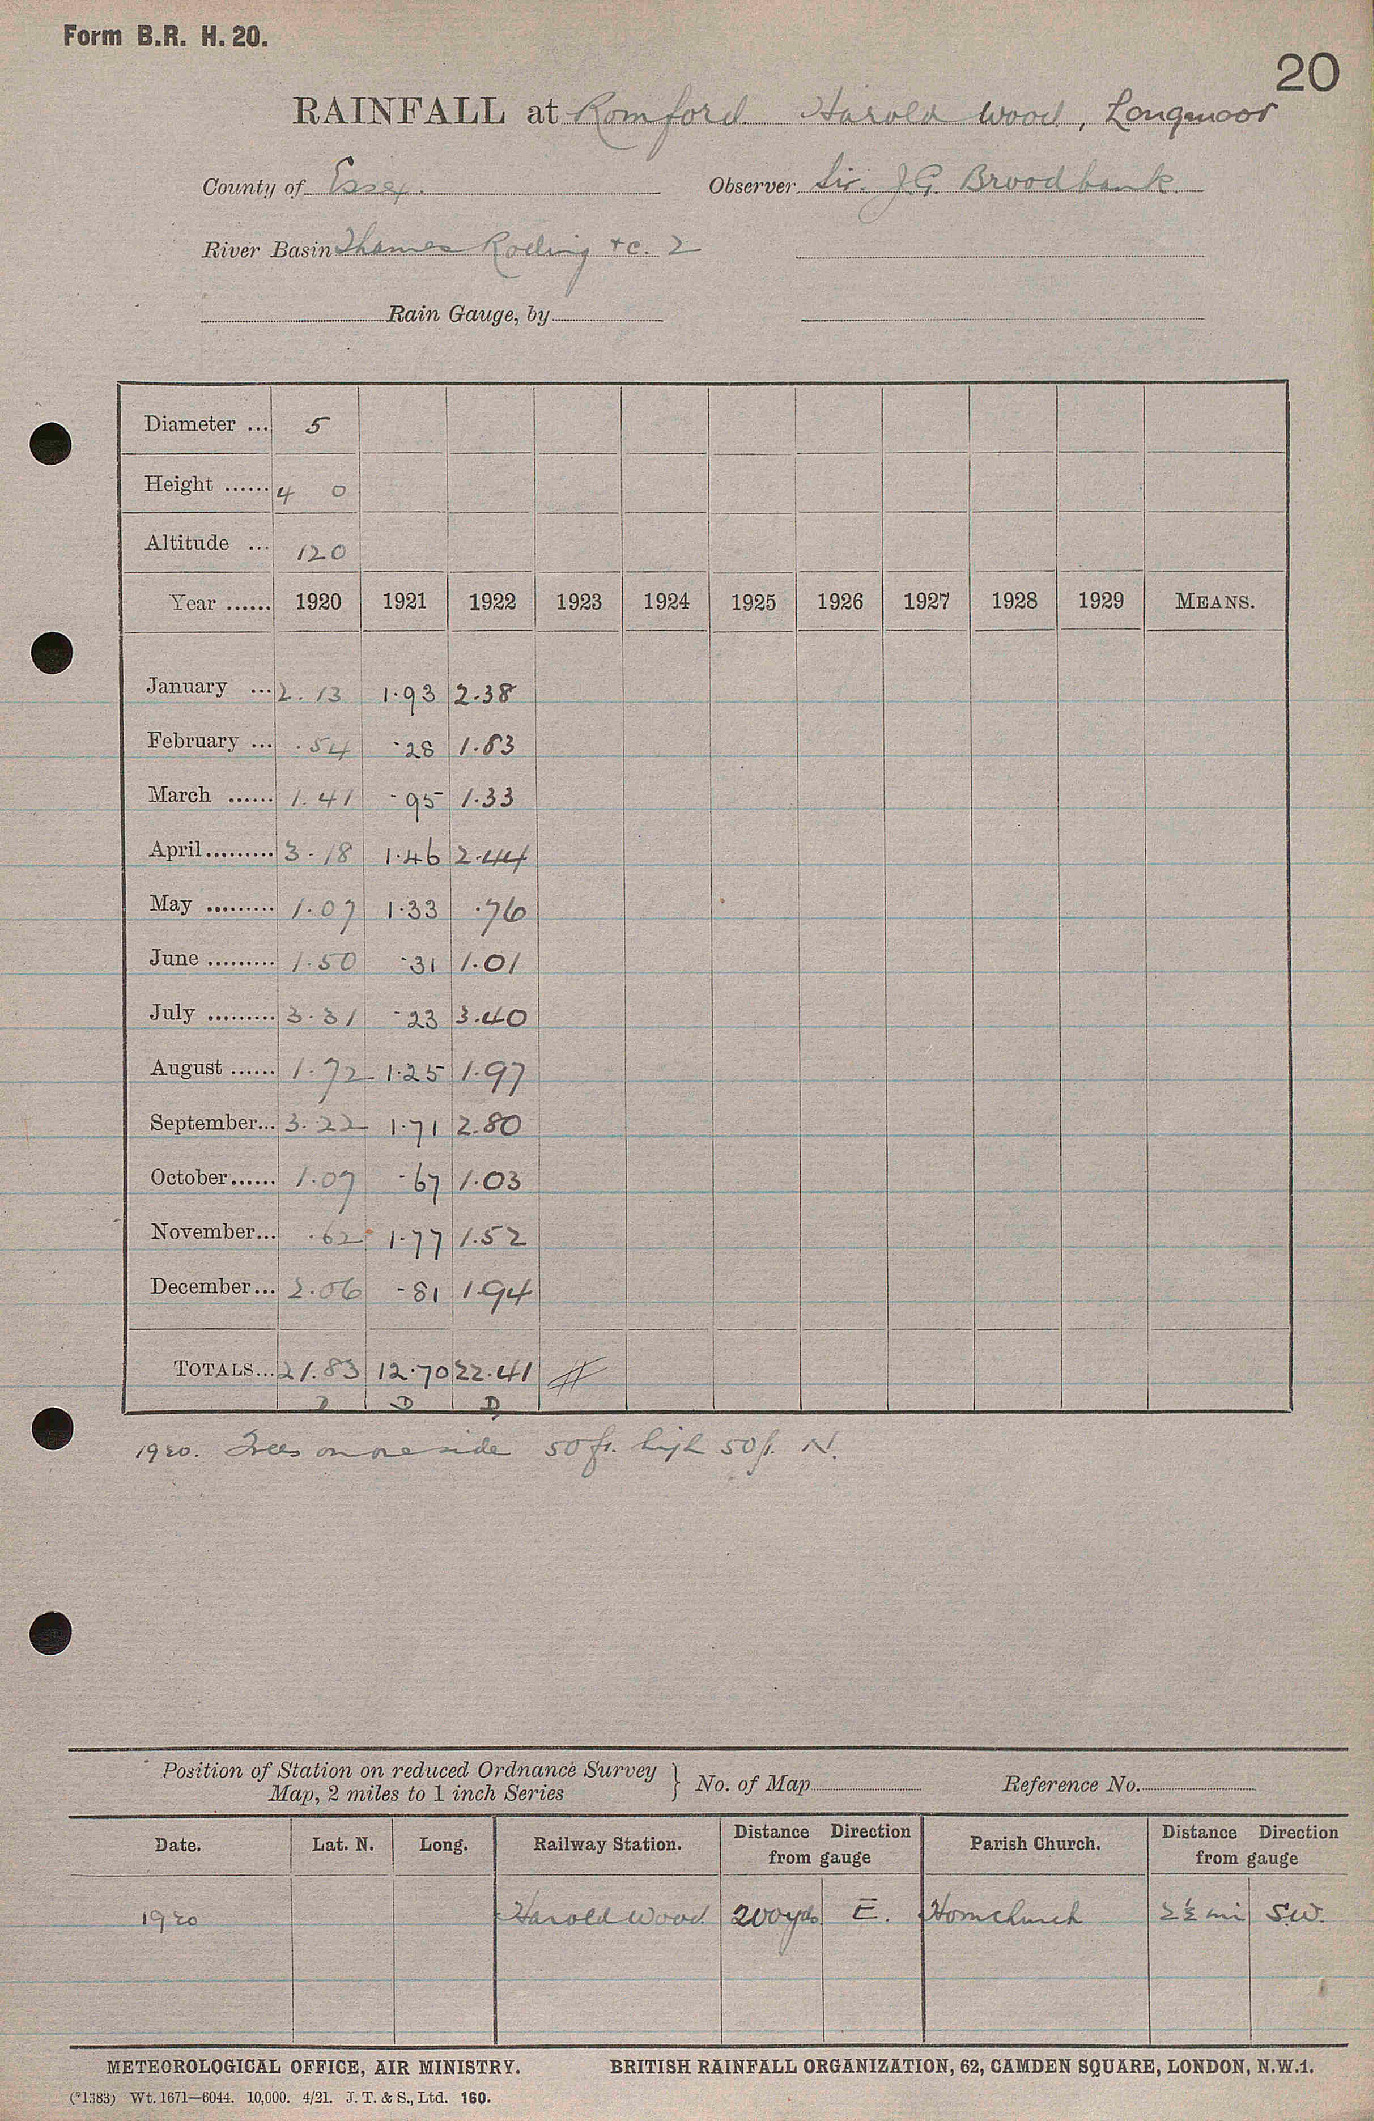 Form B.R. H. 20.
20
RAINFALL at Romford Harold Wood, Longmoor
County of Essex. Observer Sir. J.G. Broodbank.
River Basin Thames Roding &c. 2
Rain Gauge, by
Diameter ... 5
Height ...... 4 0
Altitude ... 120
Year ...... 1920 1921 1922 1923 1924 1925 1926 1927 1928 1929 MEANS.
January ... 2.13 1.93 2.38
February ... .54 .28 1.83
March ...... 1.41 .95 1.33
April ......... 3.18 1.46 2.44
May ......... 1.07 1.33 .76
June ......... 1.50 .31 1.01
July ......... 3.31 .23 3.40
August ...... 1.72 1.25 1.97
September... 3.22 1.71 2.80
October ...... 1.07 .67 1.03
November... .62 1.77 1.52
December... 2.06 .81 1.94
TOTALS... 21.83 12.70 22.41
D D D
1920. Trees on one side 50 ft. high 50 ft. N.
Position of Station on reduced Ordnance Survey
Map, 2 miles to 1 inch Series } No. of Map Reference No.
Date. Lat. N. Long. Railway Station. Distance Direction from gauge Parish Church. Distance Direction from gauge
1920 Harold Wood 200yds E. Hornchurch 2½ mi S.W.
METEOROLOGICAL OFFICE, AIR MINISTRY. BRITISH RAINFALL ORGANIZATION, 62, CAMDEN SQUARE, LONDON, N.W.1.
(*1383) Wt. 1671—6044. 10,000. 4/21. J. T. & S., Ltd. 160.